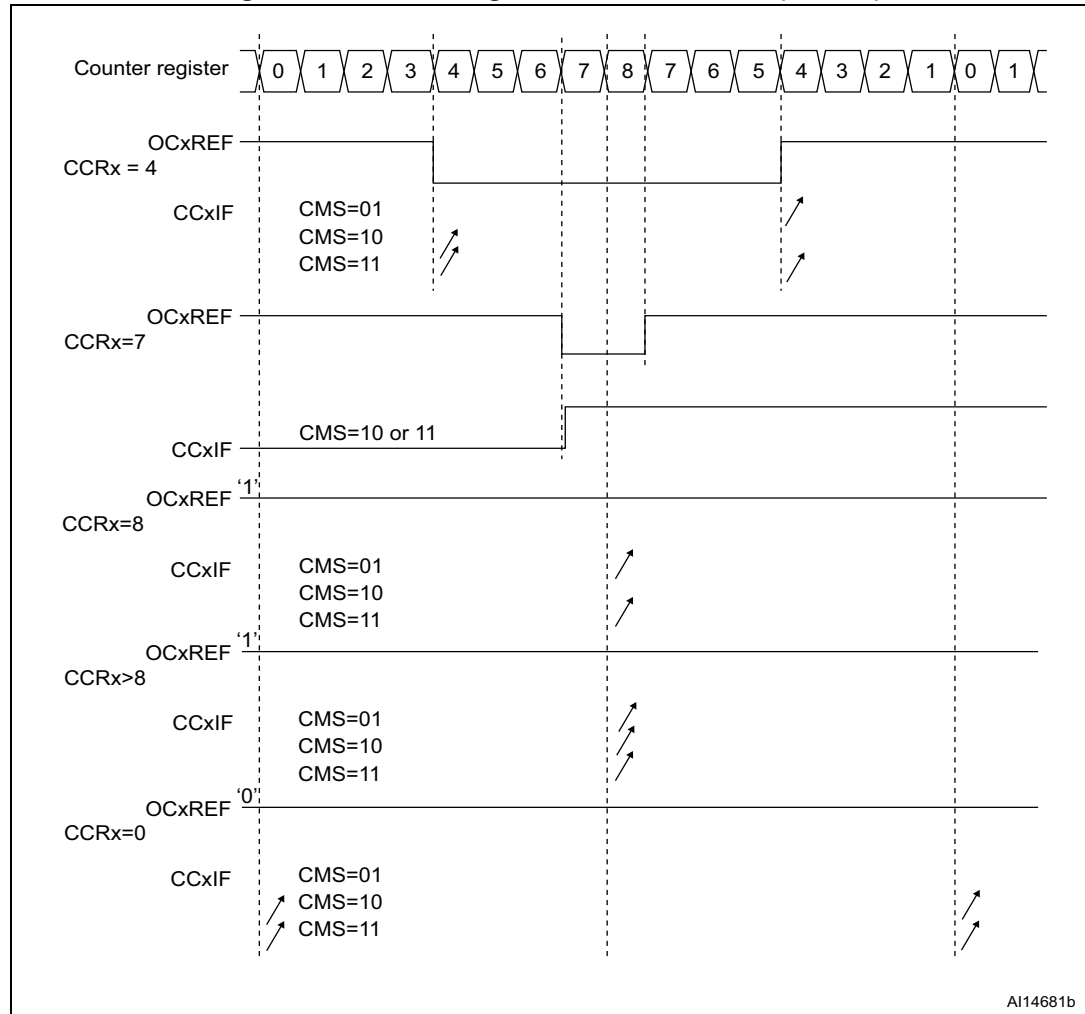 Counter register 0 1 2 3 4 5 6 7 8 7 6 5 4 3 2 1 0 1
OCxREF
CCRx = 4
CCxIF CMS=01
CMS=10
CMS=11
OCxREF
CCRx=7
CMS=10 or 11
CCxIF
'1'
OCxREF
CCRx=8
CCxIF CMS=01
CMS=10
CMS=11
'1'
OCxREF
CCRx>8
CCxIF CMS=01
CMS=10
CMS=11
'0'
OCxREF
CCRx=0
CCxIF CMS=01
CMS=10
CMS=11
AI14681b